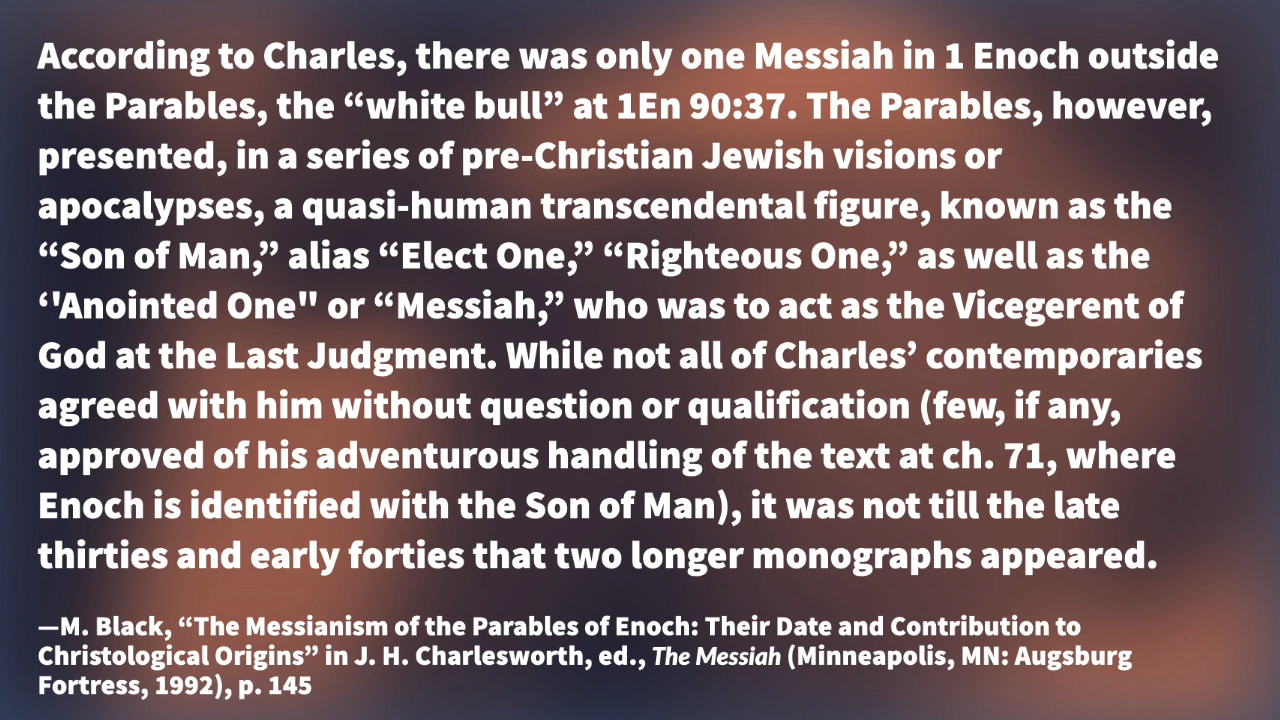 According to Charles, there was only one Messiah in 1 Enoch outside
the Parables, the “white bull” at 1En 90:37. The Parables, however,
presented, in a series of pre-Christian Jewish visions or
apocalypses, a quasi-human transcendental figure, known as the
“Son of Man,” alias “Elect One,” “Righteous One,” as well as the
‘'Anointed One" or “Messiah,” who was to act as the Vicegerent of
God at the Last Judgment. While not all of Charles’ contemporaries
agreed with him without question or qualification (few, if any,
approved of his adventurous handling of the text at ch. 71, where
Enoch is identified with the Son of Man), it was not till the late
thirties and early forties that two longer monographs appeared.
—M. Black, “The Messianism of the Parables of Enoch: Their Date and Contribution to
Christological Origins” in J. H. Charlesworth, ed., The Messiah (Minneapolis, MN: Augsburg
Fortress, 1992), p. 145